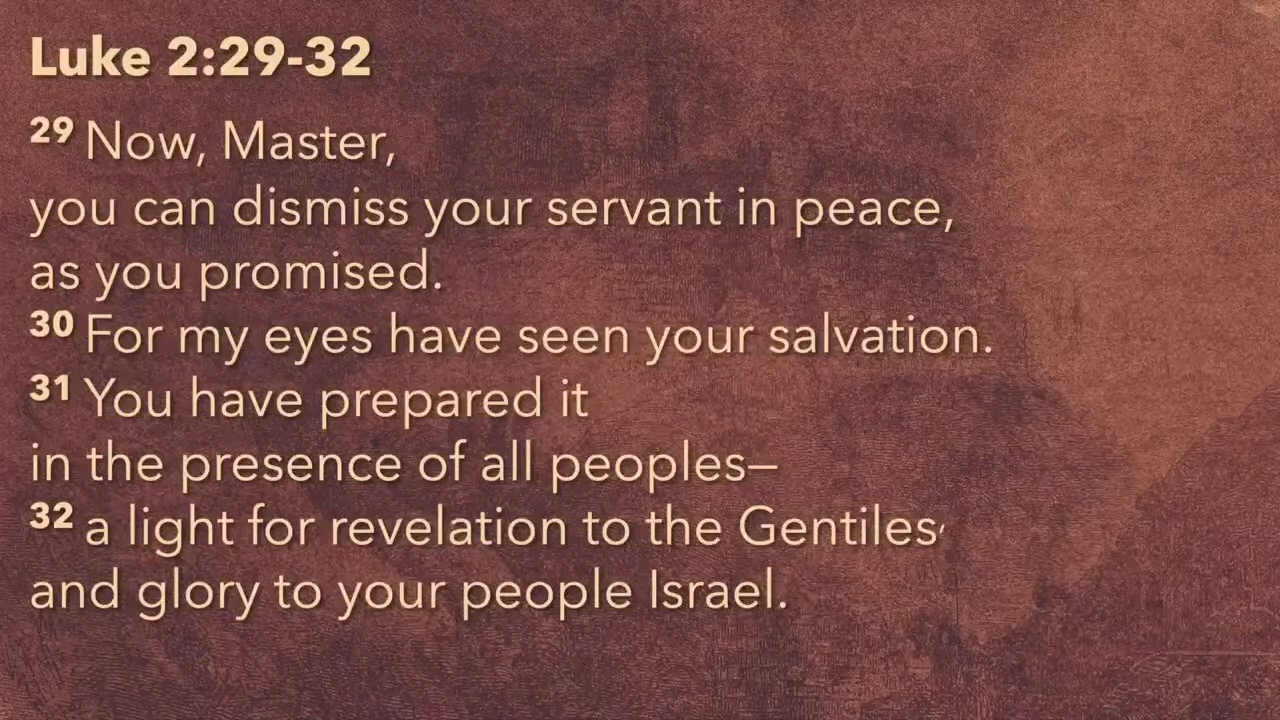 Luke 2:29-32
29 Now, Master,
you can dismiss your servant in peace,
as you promised.
30 For my eyes have seen your salvation.
31 You have prepared it
in the presence of all peoples—
32 a light for revelation to the Gentiles,
and glory to your people Israel.